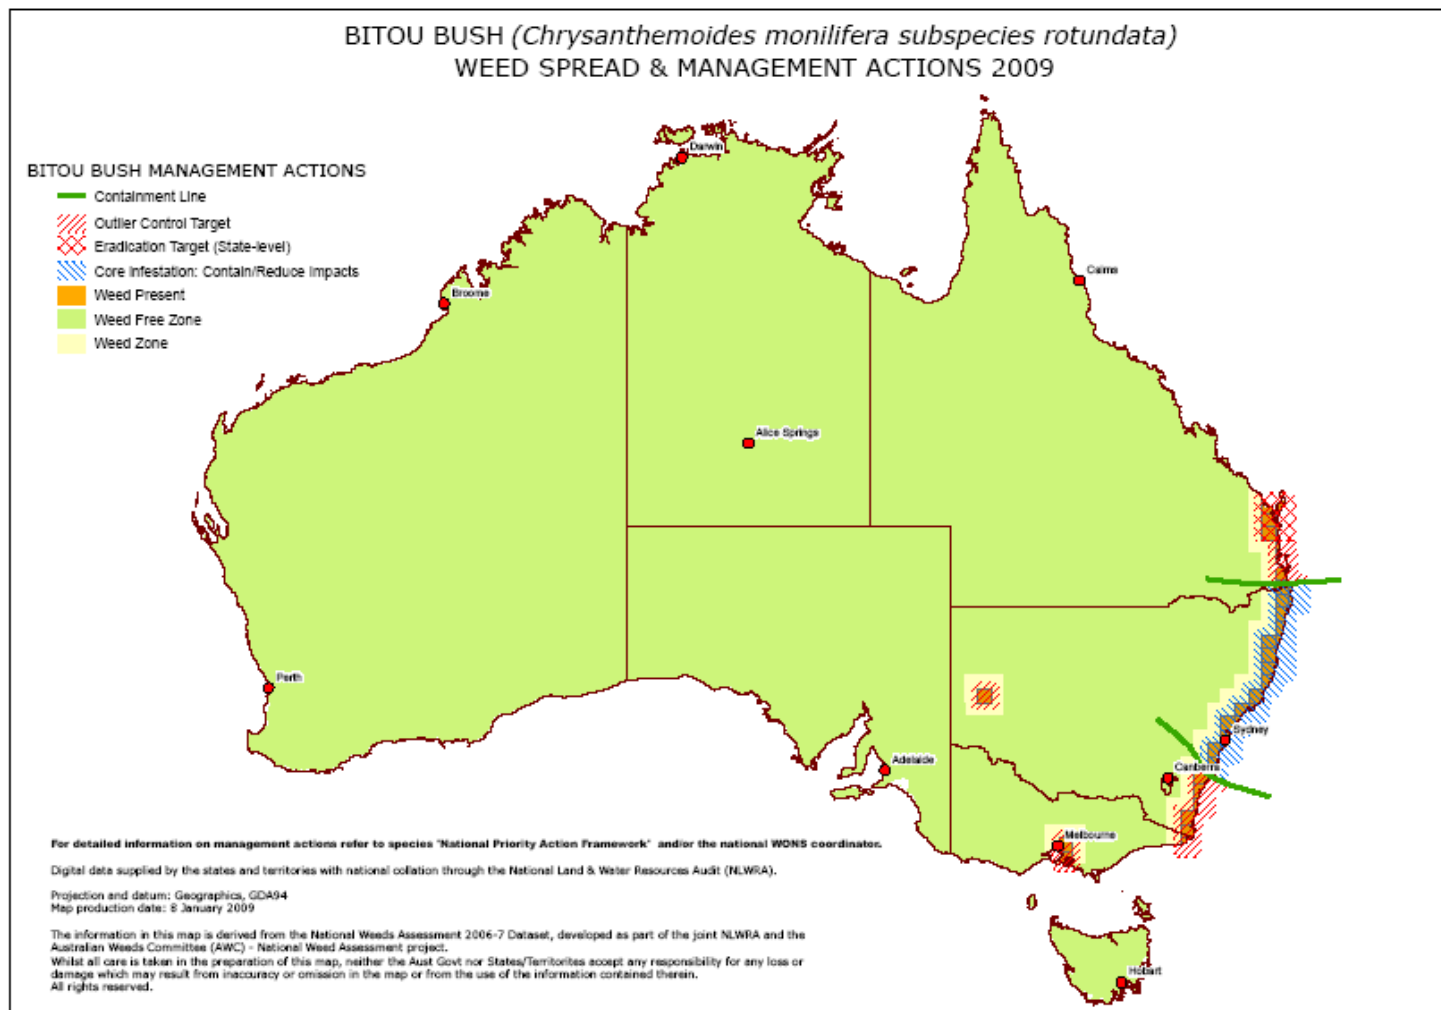 BITOU BUSH (Chrysanthemoides monilifera subspecies rotundata)
WEED SPREAD & MANAGEMENT ACTIONS 2009
BITOU BUSH MANAGEMENT ACTIONS
Containment Line
Outlier Control Target
Eradication Target (State-level)
Core Infestation: Contain/Reduce Impacts
Weed Present
Weed Free Zone
Weed Zone
Darwin
Cairns
Broome
Alice Springs
Perth
Sydney
Adelaide
Canberra
Melbourne
Hobart
For detailed information on management actions refer to species "National Priority Action Framework" and/or the national WONS coordinator.
Digital data supplied by the states and territories with national collation through the National Land & Water Resources Audit (NLWRA).
Projection and datum: Geographics, GDA94
Map production date: 8 January 2009
The information in this map is derived from the National Weeds Assessment 2006-7 Dataset, developed as part of the joint NLWRA and the
Australian Weeds Committee (AWC) - National Weed Assessment project.
Whilst all care is taken in the preparation of this map, neither the Aust Govt nor States/Territorites accept any responsibility for any loss or
damage which may result from inaccuracy or omission in the map or from the use of the information contained therein.
All rights reserved.